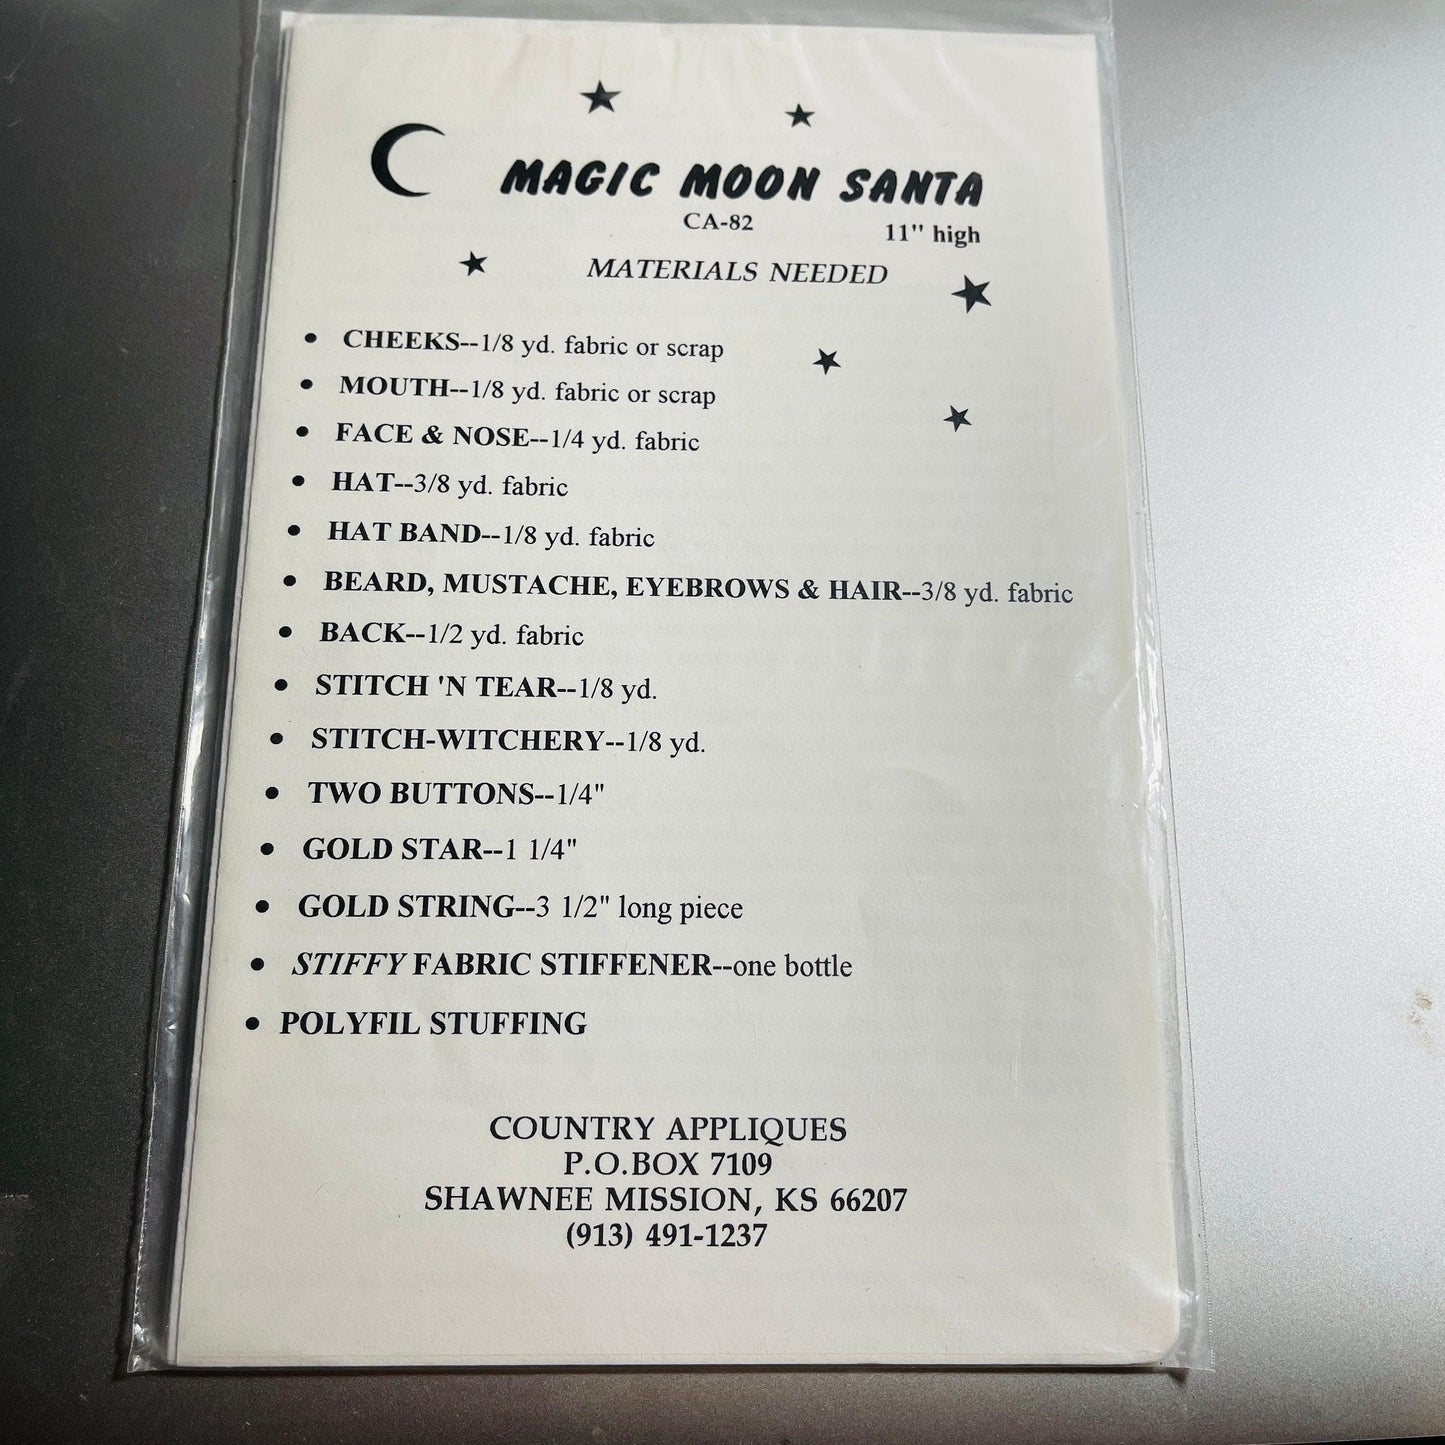 MAGIC MOON SANTA
CA-82
11" high
MATERIALS NEEDED
• CHEEKS--1/8 yd. fabric or scrap
• MOUTH--1/8 yd. fabric or scrap
• FACE & NOSE--1/4 yd. fabric
• HAT--3/8 yd. fabric
• HAT BAND--1/8 yd. fabric
• BEARD, MUSTACHE, EYEBROWS & HAIR--3/8 yd. fabric
• BACK--1/2 yd. fabric
• STITCH 'N TEAR--1/8 yd.
• STITCH-WITCHERY--1/8 yd.
• TWO BUTTONS--1/4"
• GOLD STAR--1 1/4"
• GOLD STRING--3 1/2" long piece
• STIFFY FABRIC STIFFENER--one bottle
• POLYFIL STUFFING
COUNTRY APPLIQUES
P.O.BOX 7109
SHAWNEE MISSION, KS 66207
(913) 491-1237